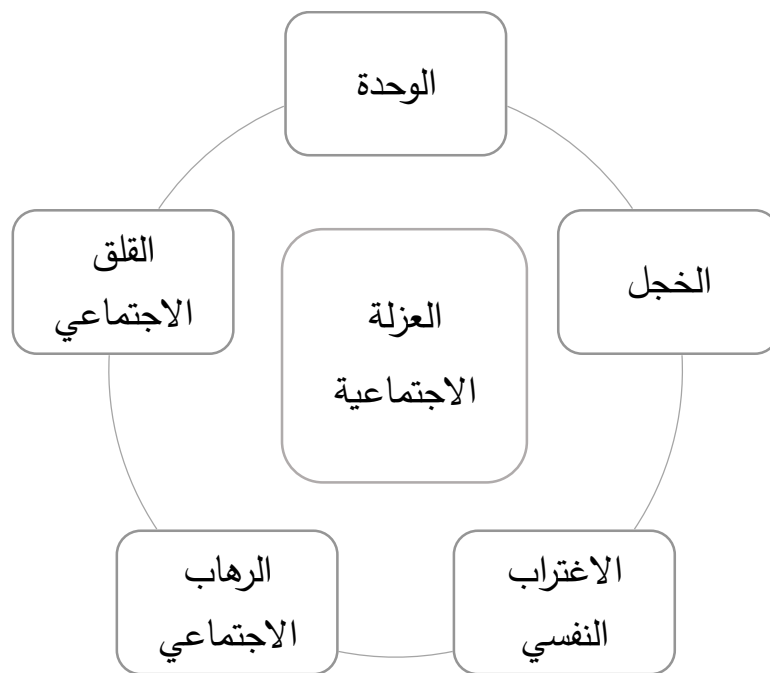 الوحدة
الخجل
القلق
الاجتماعي
العزلة
الاجتماعية
الاغتراب
النفسي
الرهاب
الاجتماعي